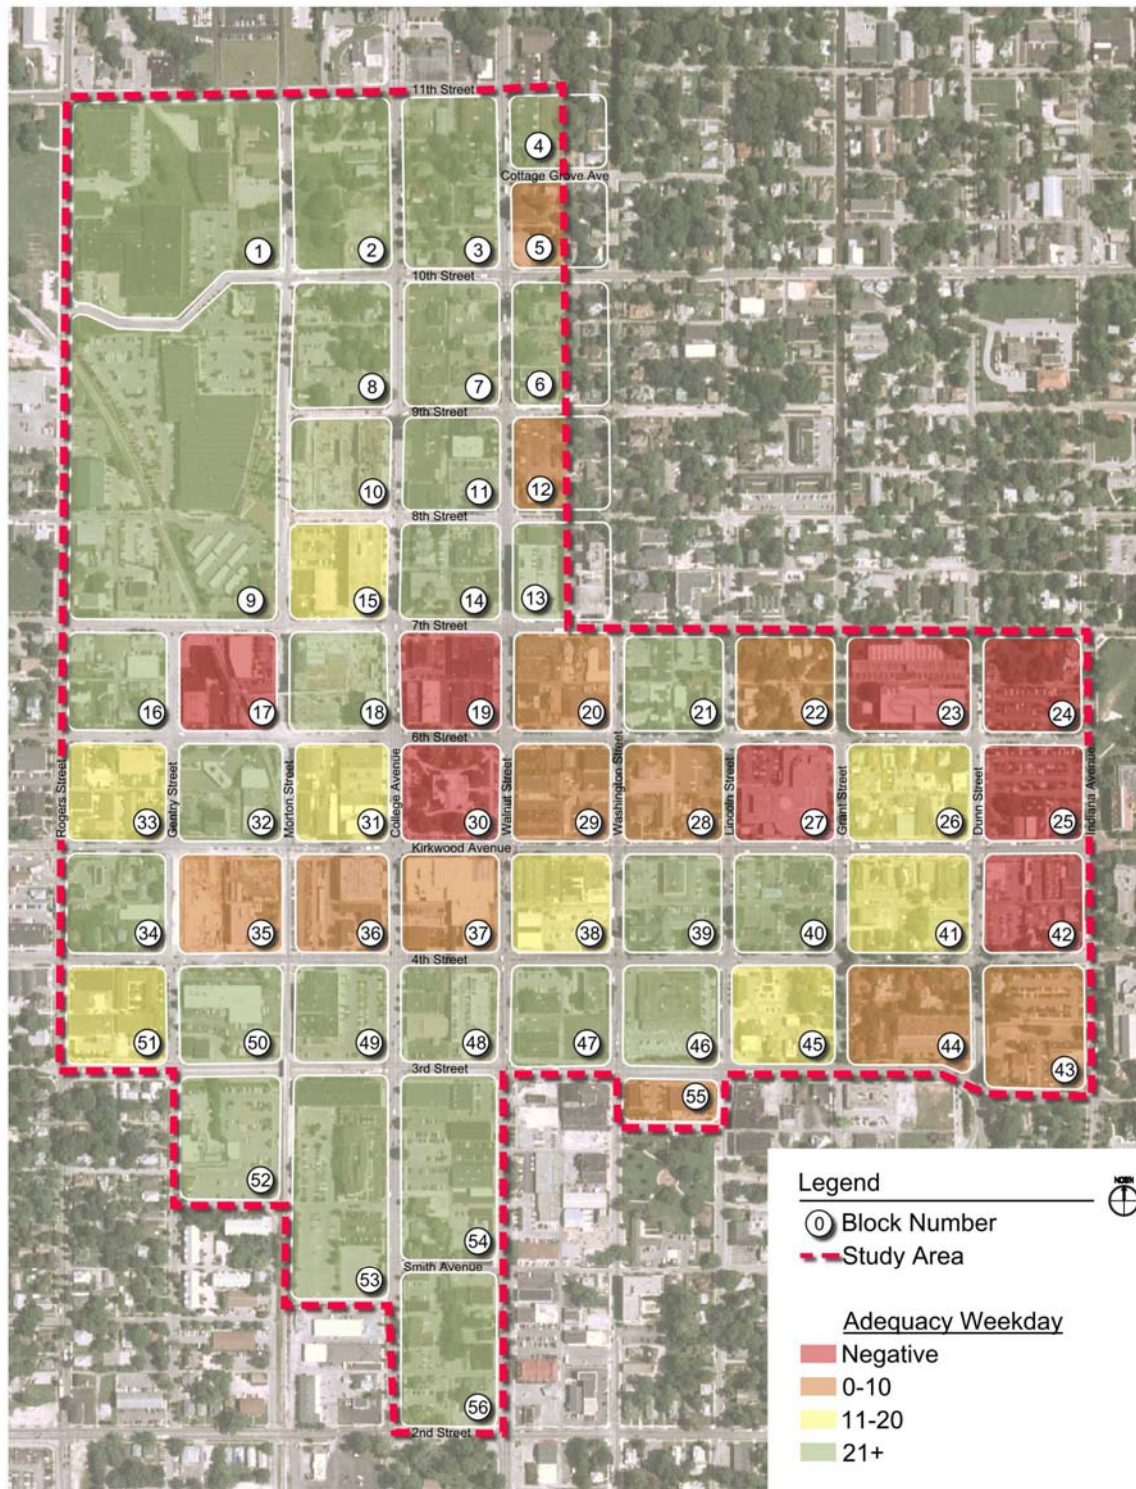 11th Street
4
Cottage Grove Ave
1
2
3
5
10th Street
8
7
6
9th Street
10
11
12
8th Street
9
15
14
13
7th Street
16
17
18
19
20
21
22
23
24
6th Street
Rogers Street
Gentry Street
Morton Street
College Avenue
Walnut Street
Washington Street
Lincoln Street
Grant Street
Dunn Street
Indiana Avenue
33
32
31
30
29
28
27
26
25
Kirkwood Avenue
34
35
36
37
38
39
40
41
42
4th Street
51
50
49
48
47
46
45
44
43
3rd Street
55
52
53
54
Smith Avenue
56
2nd Street
Legend
NORTH
0 Block Number
Study Area
Adequacy Weekday
Negative
0-10
11-20
21+